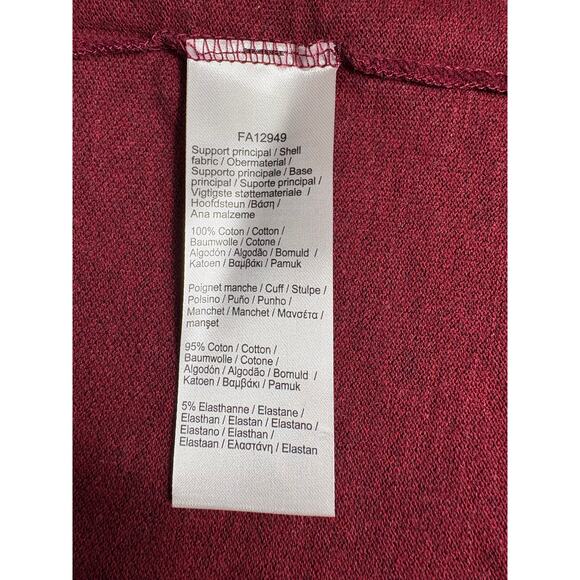 FA12949
Support principal / Shell
fabric / Obermaterial /
Supporto principale / Base
principal / Suporte principal /
Vigtigste støttemateriale /
Hoofdsteun /Βάση /
Ana malzeme
100% Coton / Cotton /
Baumwolle / Cotone /
Algodón / Algodão / Bomuld /
Katoen / Βαμβάκι / Pamuk
Poignet manche / Cuff / Stulpe /
Polsino / Puño / Punho /
Manchet / Manchet / Μανσέτα /
manşet
95% Coton / Cotton /
Baumwolle / Cotone /
Algodón / Algodão / Bomuld /
Katoen / Βαμβάκι / Pamuk
5% Elasthanne / Elastane /
Elasthan / Elastan / Elastano /
Elastano / Elasthan /
Elastaan / Ελαστάνη / Elastan